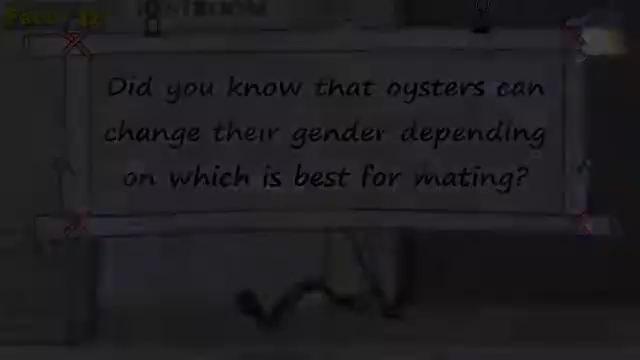 Did you know that oysters can
change their gender depending
on which is best for mating?